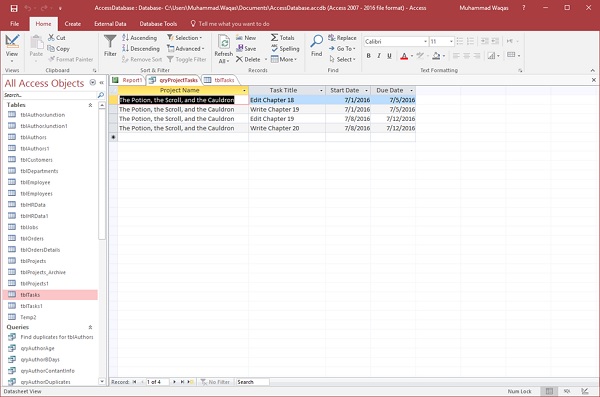 AccessDatabase : Database- C:\Users\Muhammad.Waqas\Documents\AccessDatabase.accdb (Access 2007 - 2016 file format) - Access
Muhammad Waqas
File Home Create External Data Database Tools Tell me what you want to do
View
Views
Paste
Cut
Copy
Format Painter
Clipboard
Filter
Ascending
Descending
Remove Sort
Selection
Advanced
Toggle Filter
Sort & Filter
Refresh All
New
Save
Delete
Totals
Spelling
More
Records
Find
Replace
Go To
Select
Find
Calibri
11
B I U
Text Formatting
All Access Objects
Search...
Tables
tblAuthorJunction
tblAuthorJunction1
tblAuthors
tblAuthors1
tblCustomers
tblDepartments
tblEmployee
tblEmployees
tblHRData
tblHRData1
tblJobs
tblOrders
tblOrdersDetails
tblProjects
tblProjects_Archive
tblProjects1
tblTasks
tblTasks1
Temp2
Queries
Find duplicates for tblAuthors
qryAuthorAge
qryAuthorBDays
qryAuthorContantInfo
qryAuthorDuplicates
Report1 qryProjectTasks tblTasks
Project Name Task Title Start Date Due Date
The Potion, the Scroll, and the Cauldron Edit Chapter 18 7/1/2016 7/5/2016
The Potion, the Scroll, and the Cauldron Write Chapter 19 7/1/2016 7/5/2016
The Potion, the Scroll, and the Cauldron Edit Chapter 19 7/8/2016 7/12/2016
The Potion, the Scroll, and the Cauldron Write Chapter 20 7/8/2016 7/12/2016
Record: 1 of 4 No Filter Search
Datasheet View
Num Lock